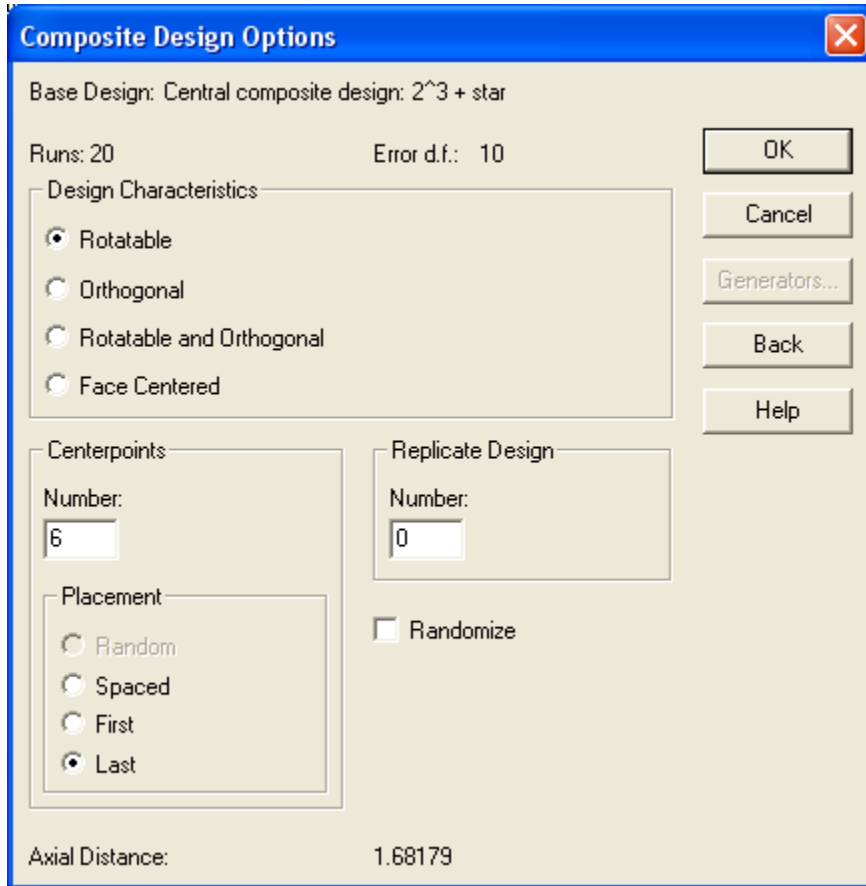 Composite Design Options
Base Design: Central composite design: 2^3 + star
Runs: 20 Error d.f.: 10
OK
Design Characteristics
Rotatable
Orthogonal
Rotatable and Orthogonal
Face Centered
Cancel
Generators...
Back
Help
Centerpoints
Number:
6
Placement
Random
Spaced
First
Last
Replicate Design
Number:
0
Randomize
Axial Distance: 1.68179